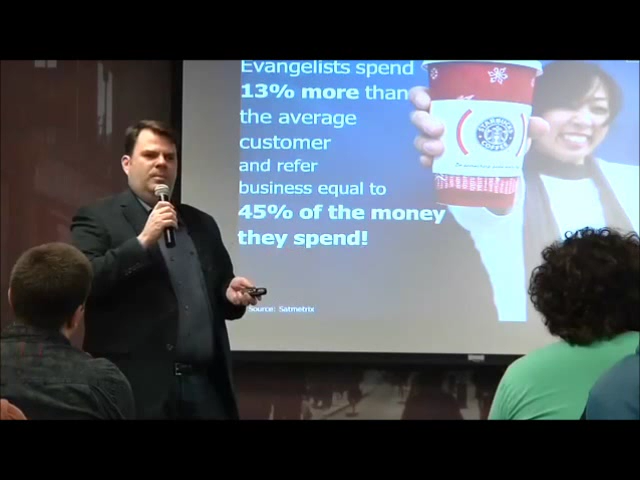 Evangelists spend
13% more than
the average
customer
and refer
business equal to
45% of the money
they spend!
STARBUCKS
COFFEE
Source: Satmetrix